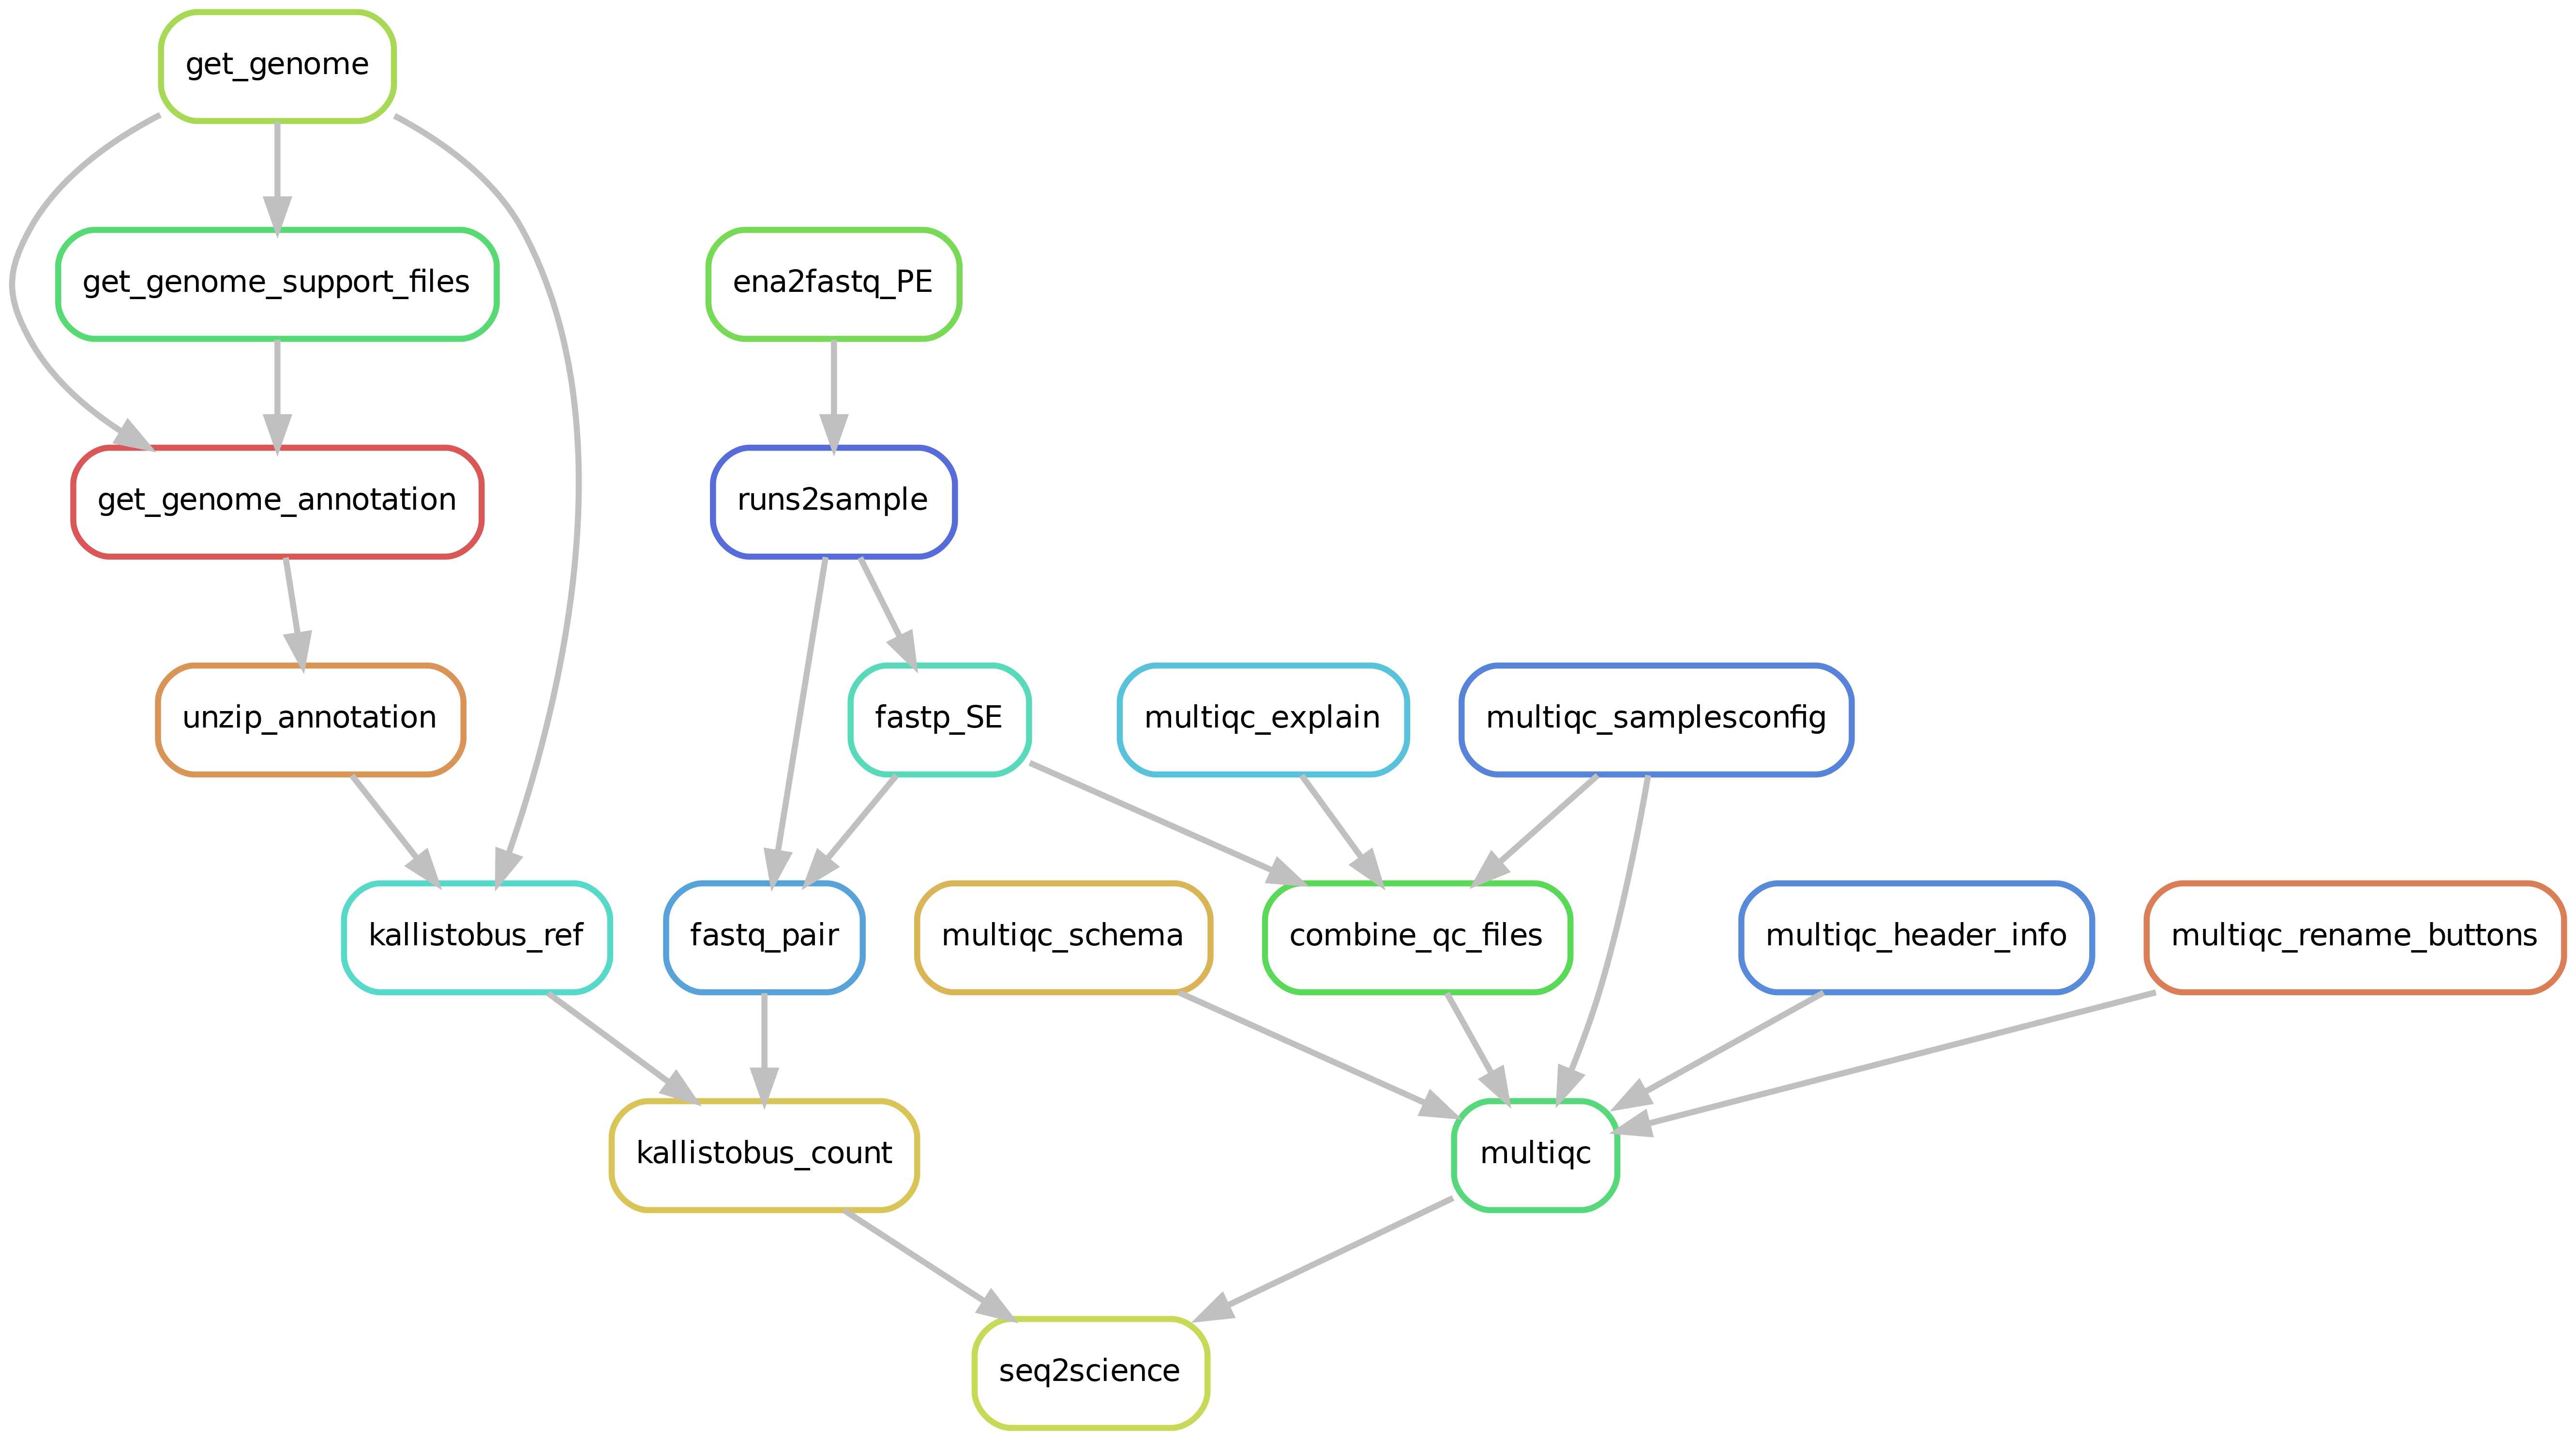 get_genome
get_genome_support_files
ena2fastq_PE
get_genome_annotation
runs2sample
unzip_annotation
fastp_SE
multiqc_explain
multiqc_samplesconfig
kallistobus_ref
fastq_pair
multiqc_schema
combine_qc_files
multiqc_header_info
multiqc_rename_buttons
kallistobus_count
multiqc
seq2science